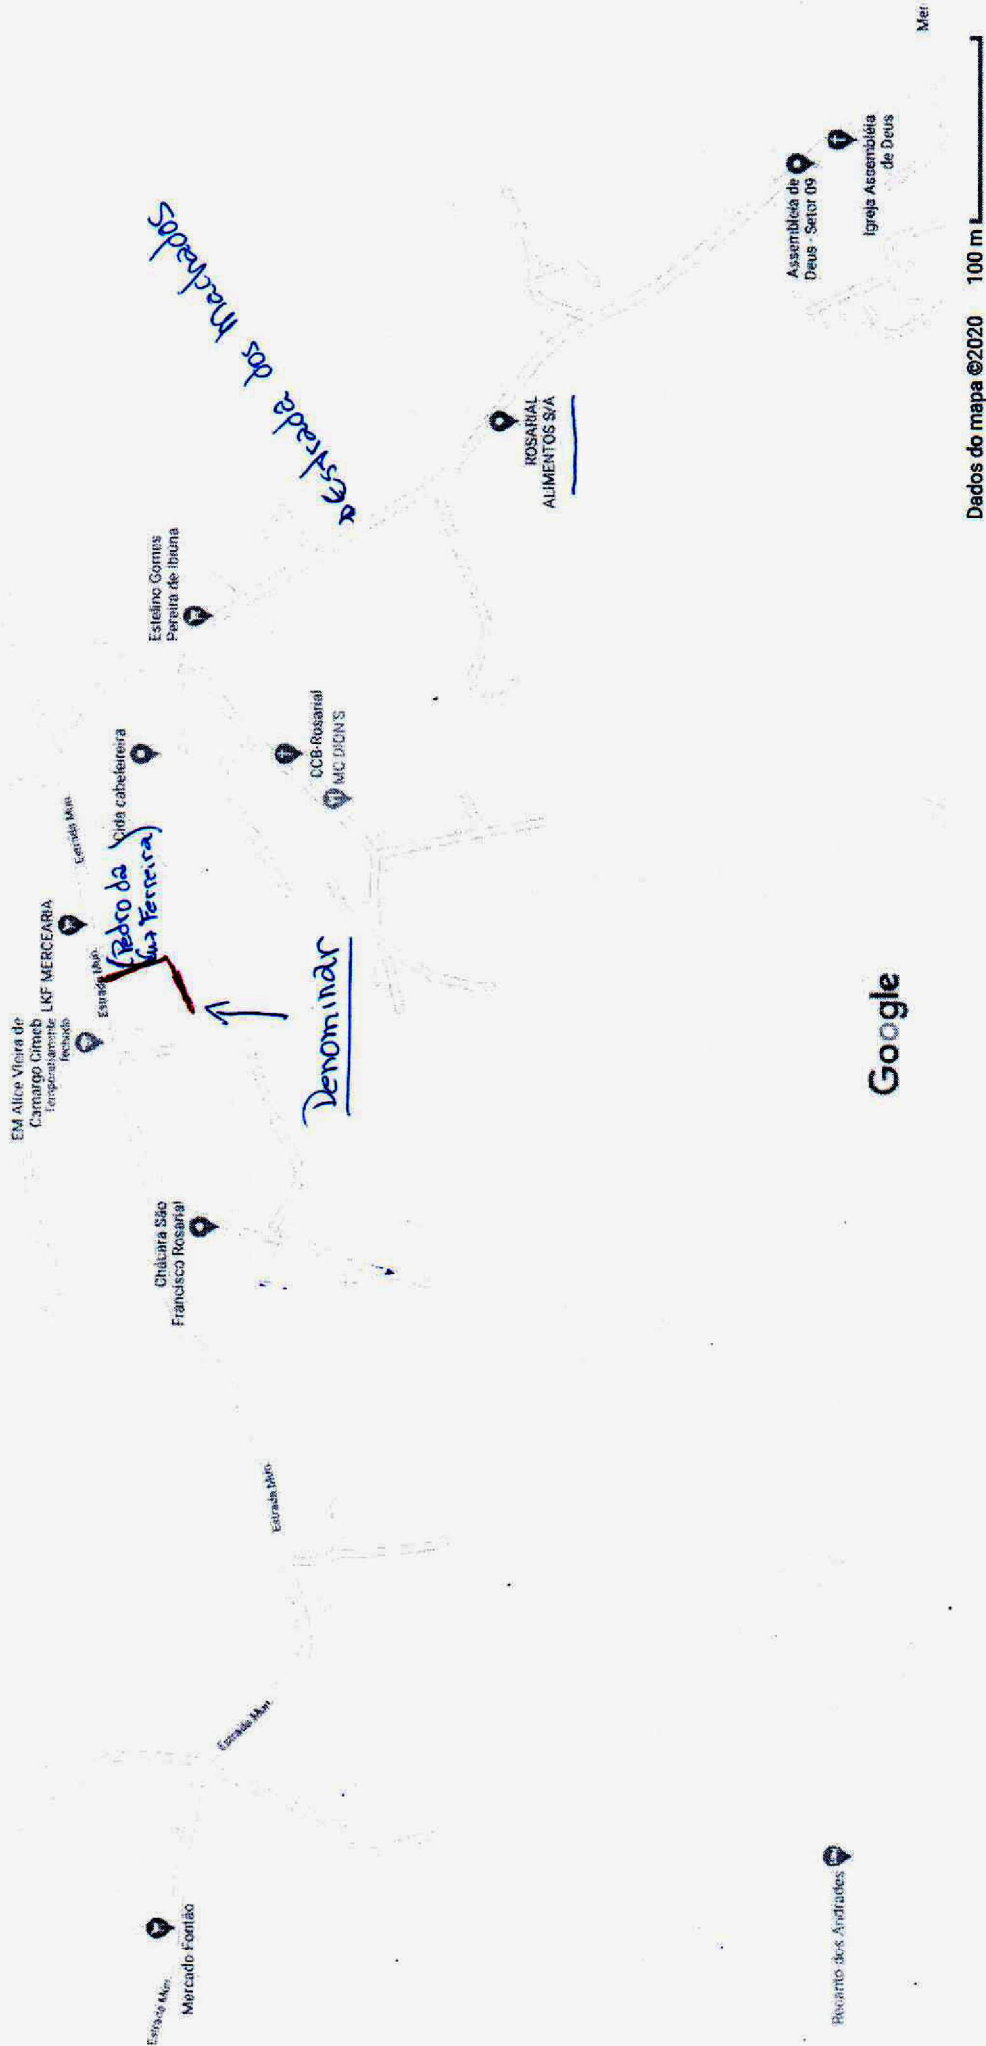 EM Alice Vieira de
Camargo Cimeb
Temporariamente
fechado
LKF MERCEARIA
Estrada Mun.
Estrada Mun.
(Pedro da
Luz Ferreira)
Cida cabeleireira
Estelino Gomes
Pereira de Ibiuna
Estrada dos Machados
CCB-Rosarial
MC DION'S
Denominar
Chácara São
Francisco Rosarial
Estrada Mun.
Estrada Mun.
Estrada Mun.
Mercado Fontão
ROSARIAL
ALIMENTOS S/A
Assembleia de
Deus - Setor 09
Igreja Assembléia
de Deus
Mer
Recanto dos Andrades
Google
Dados do mapa ©2020 100 m